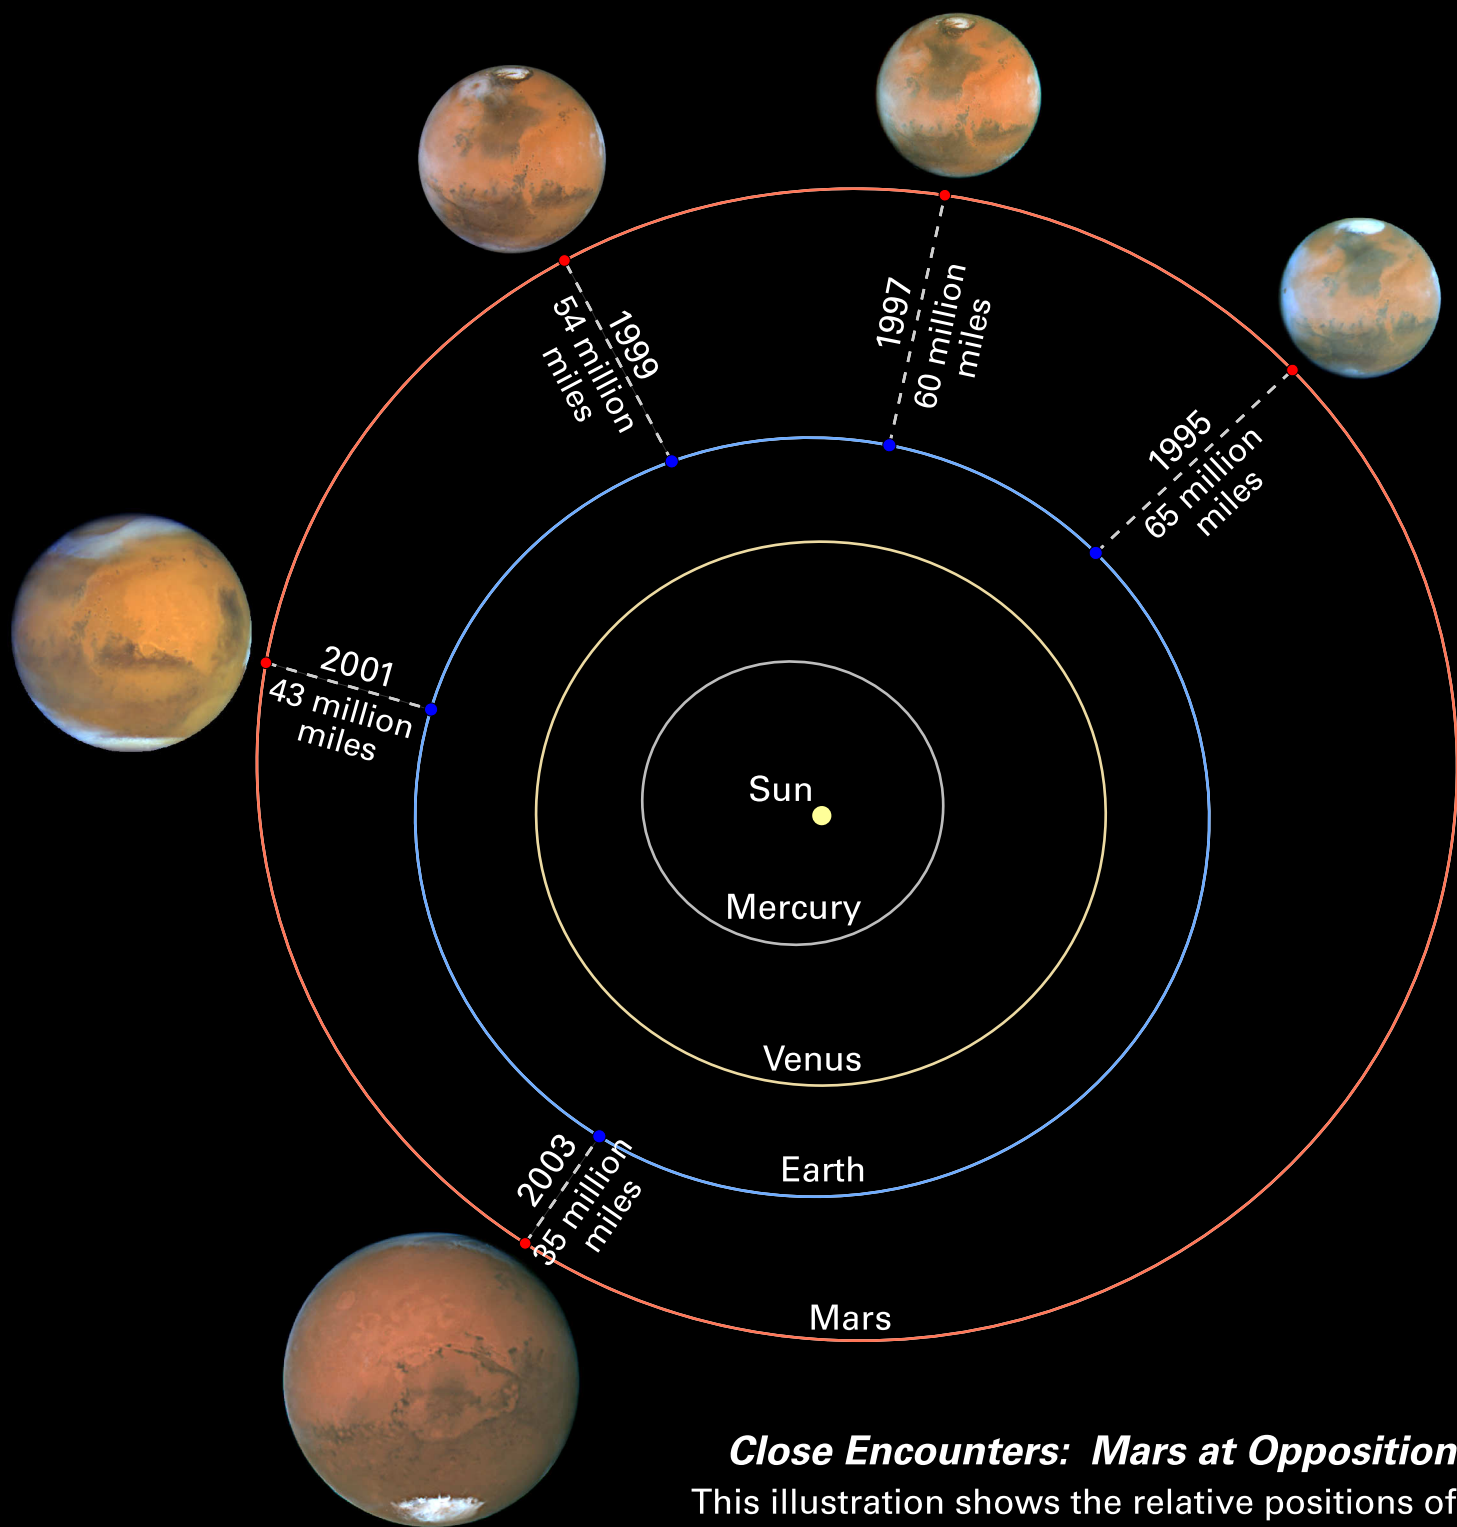 1997
60 million
miles
1999
54 million
miles
1995
65 million
miles
2001
43 million
miles
Sun
Mercury
Venus
2003
35 million
miles
Earth
Mars
Close Encounters: Mars at Opposition
This illustration shows the relative positions of